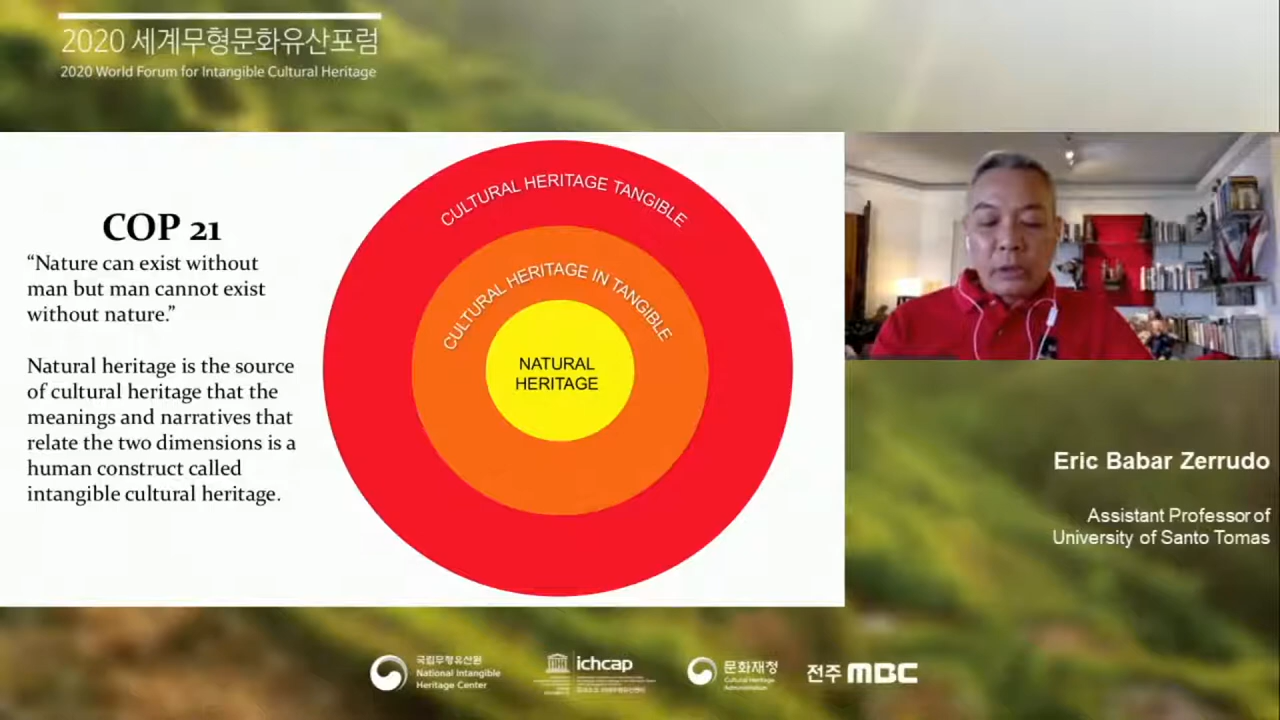 2020 세계무형문화유산포럼
2020 World Forum for Intangible Cultural Heritage
COP 21
“Nature can exist without
man but man cannot exist
without nature.”
Natural heritage is the source
of cultural heritage that the
meanings and narratives that
relate the two dimensions is a
human construct called
intangible cultural heritage.
CULTURAL HERITAGE TANGIBLE
CULTURAL HERITAGE IN TANGIBLE
NATURAL
HERITAGE
Eric Babar Zerrudo
Assistant Professor of
University of Santo Tomas
국립무형유산원
National Intangible
Heritage Center
ichcap
문화재청
Cultural Heritage
Administration
전주 MBC